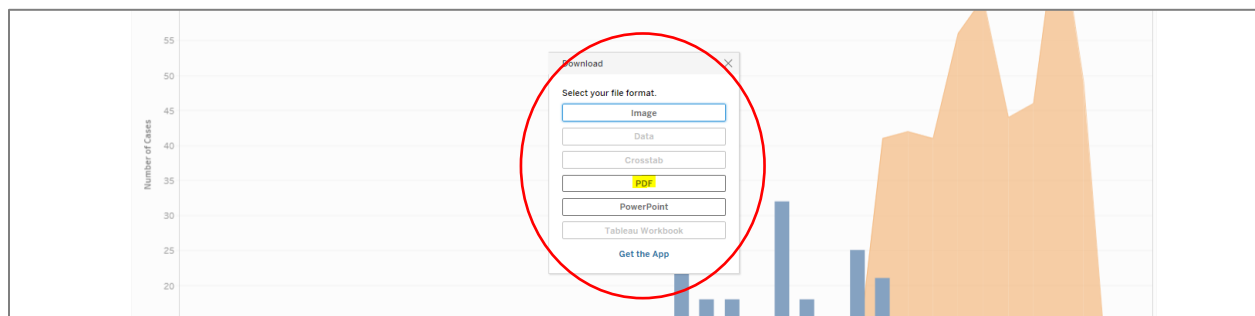 55
50
45
40
35
30
25
20
Number of Cases
Download
Select your file format.
Image
Data
Crosstab
PDF
PowerPoint
Tableau Workbook
Get the App